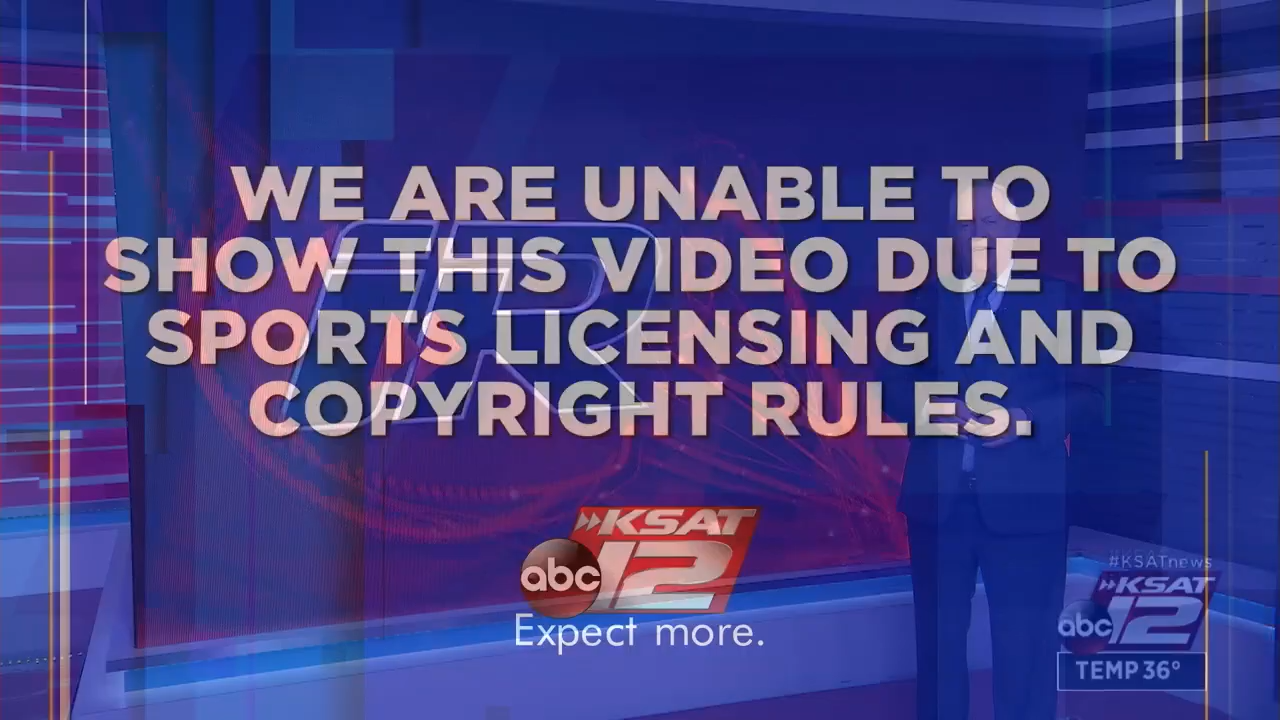 WE ARE UNABLE TO
SHOW THIS VIDEO DUE TO
SPORTS LICENSING AND
COPYRIGHT RULES.
KSAT
abc 12
Expect more.
#KSATnews
KSAT
abc 12
TEMP 36°